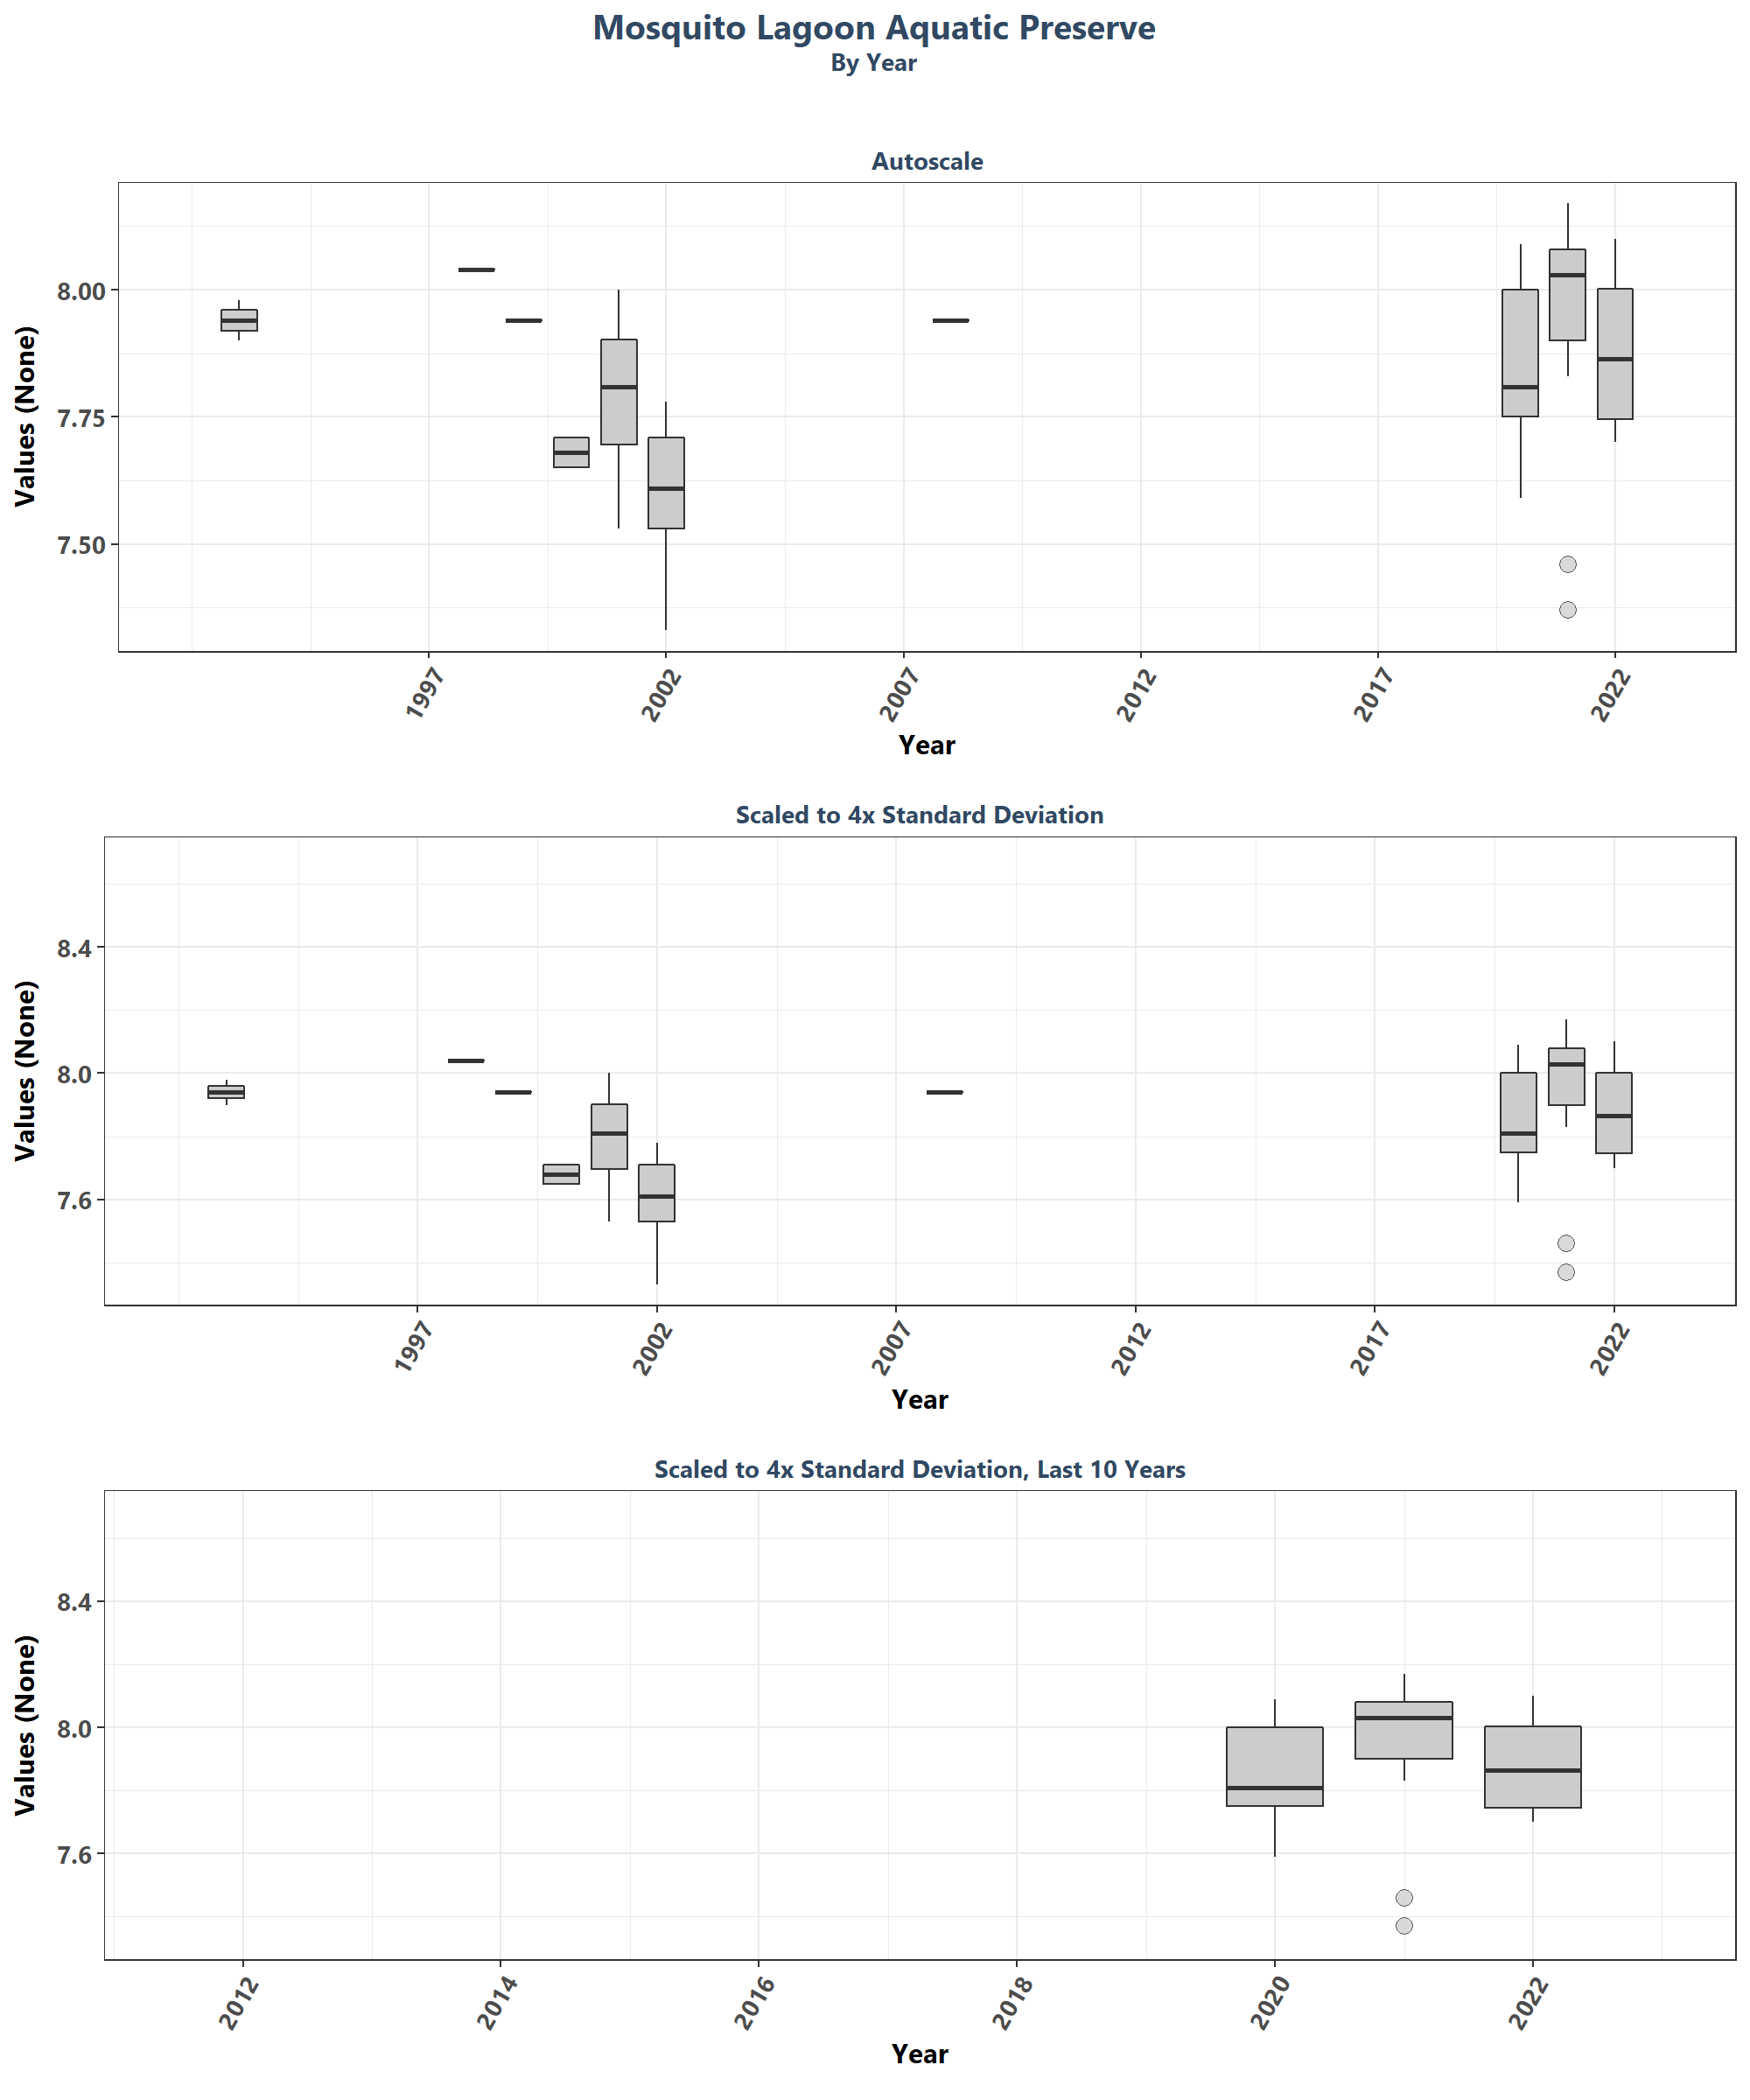 Mosquito Lagoon Aquatic Preserve
By Year
Autoscale
Values (None)
8.00
7.75
7.50
1997 2002 2007 2012 2017 2022
Year
Scaled to 4x Standard Deviation
Values (None)
8.4
8.0
7.6
1997 2002 2007 2012 2017 2022
Year
Scaled to 4x Standard Deviation, Last 10 Years
Values (None)
8.4
8.0
7.6
2012 2014 2016 2018 2020 2022
Year